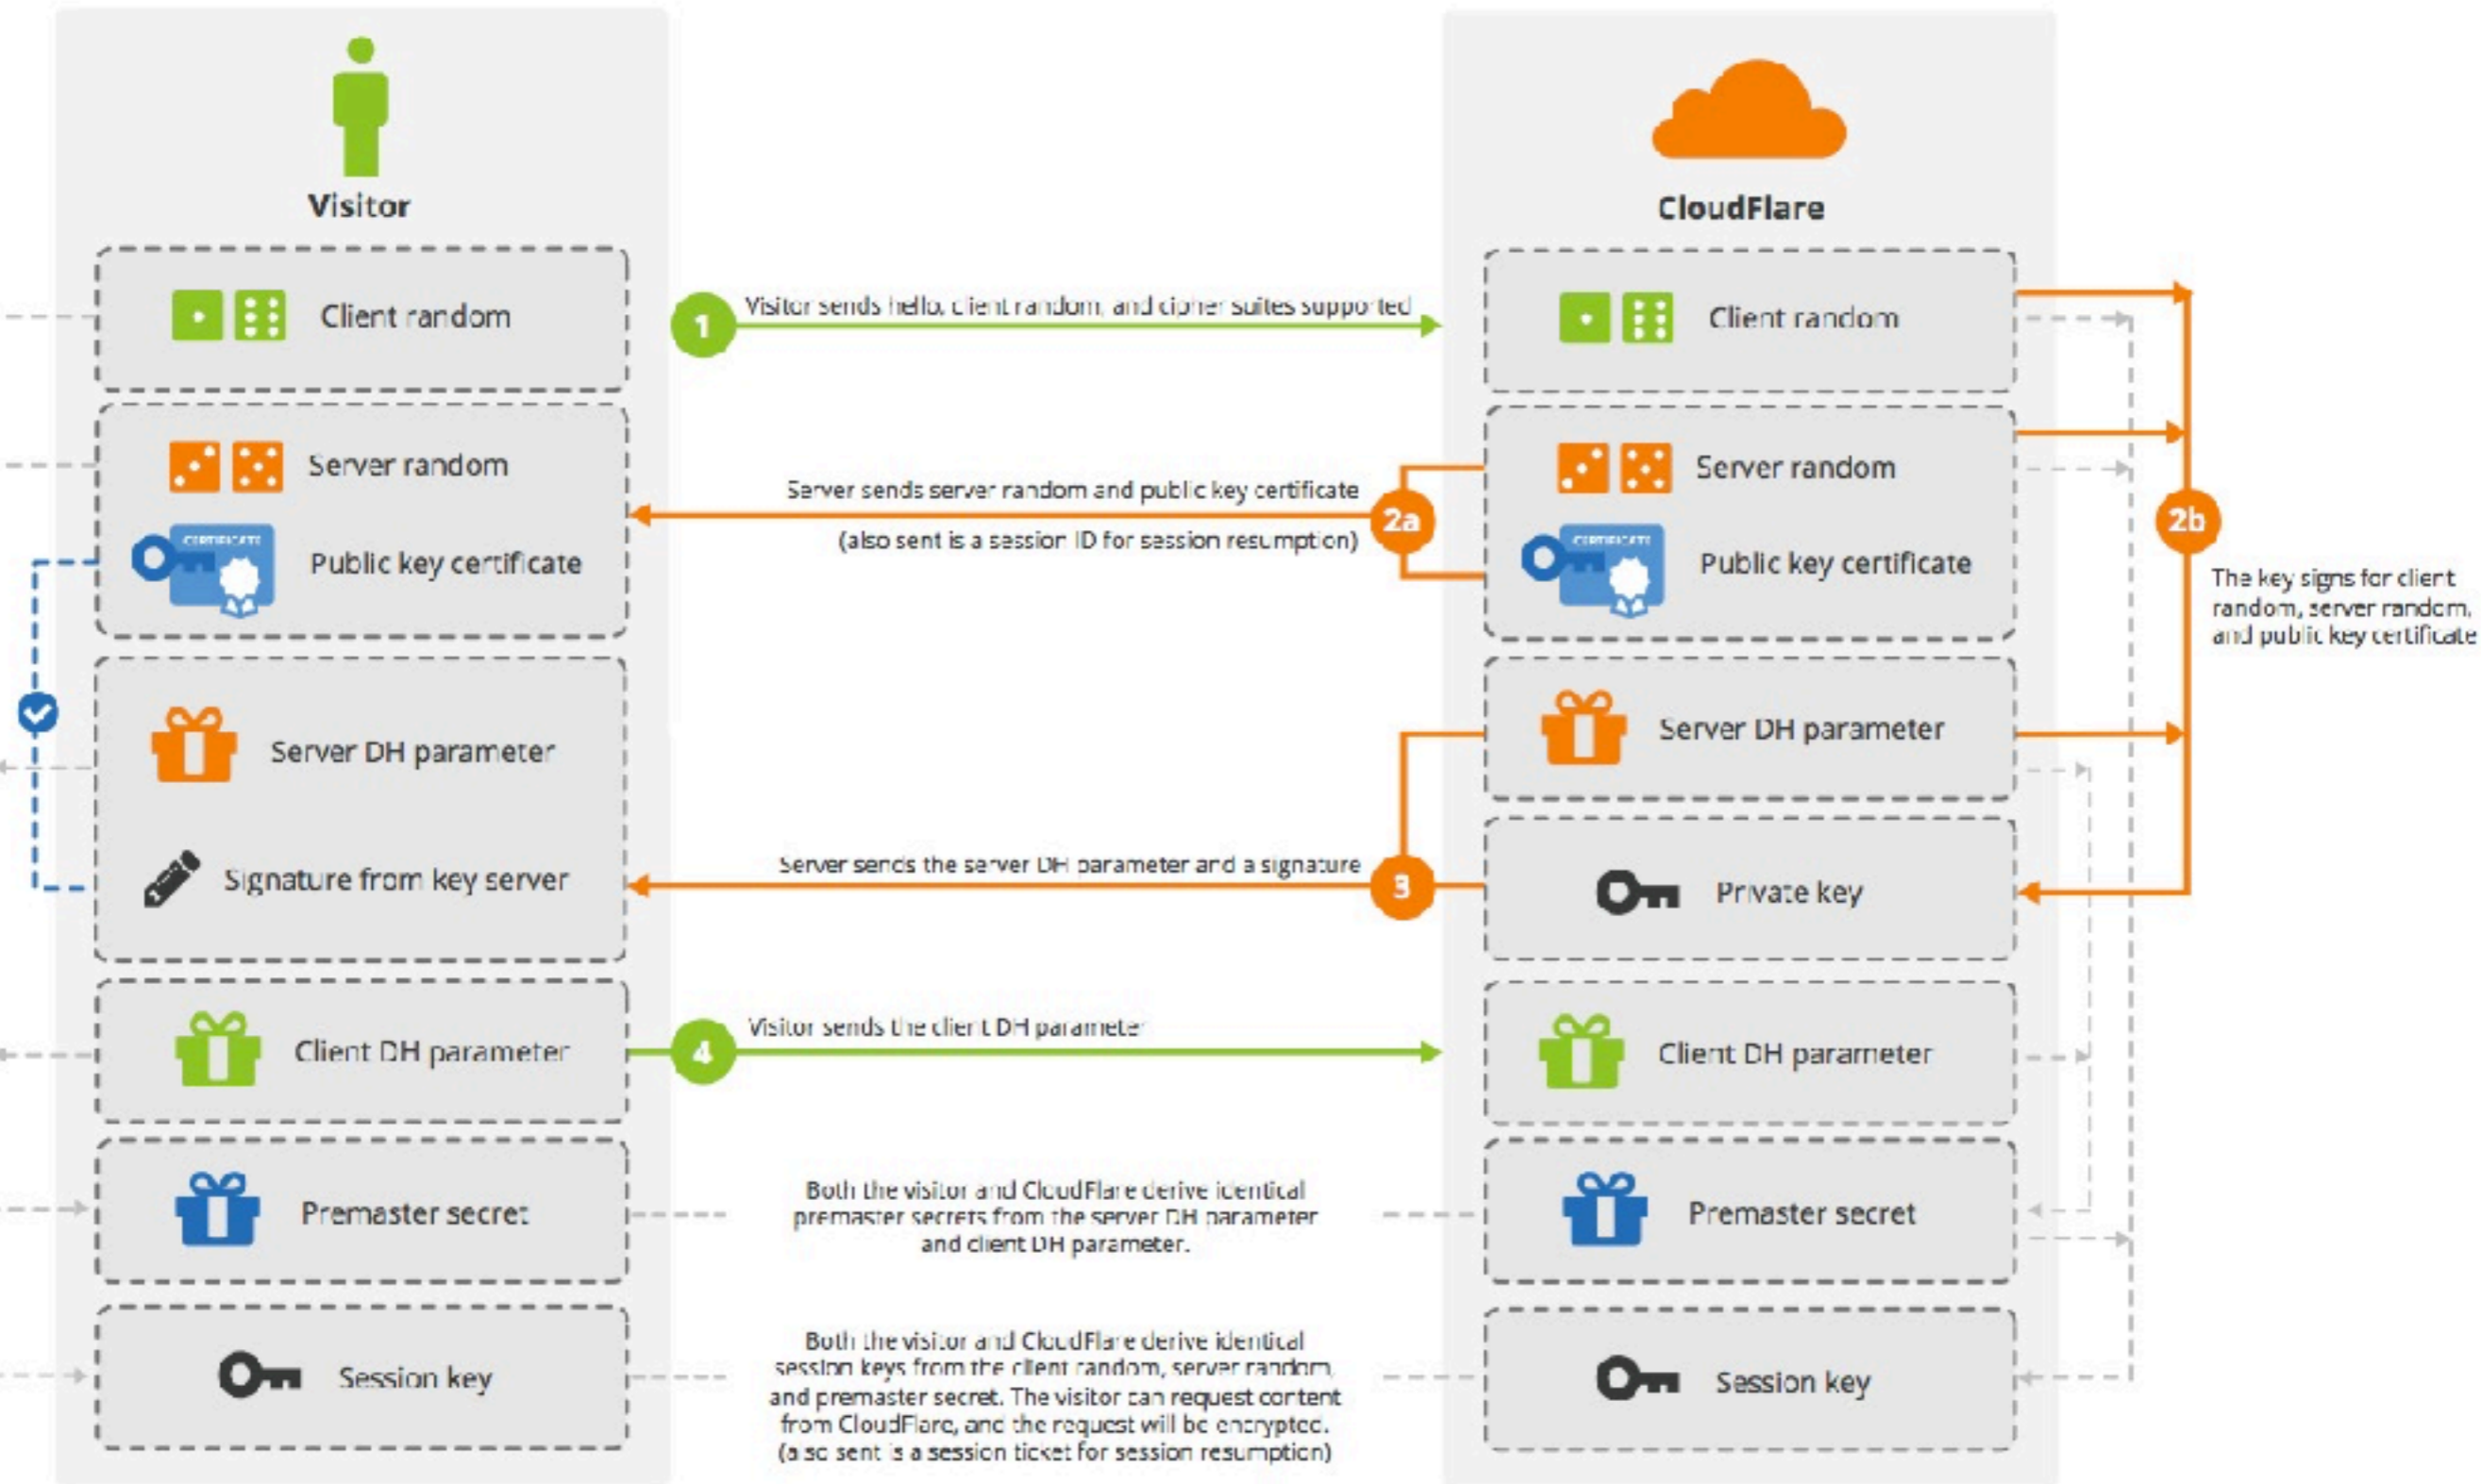 Visitor
CloudFlare
Client random
1
Visitor sends hello, client random, and cipher suites supported
Client random
Server random
CERTIFICATE
Public key certificate
Server sends server random and public key certificate
(also sent is a session ID for session resumption)
2a
Server random
CERTIFICATE
Public key certificate
2b
The key signs for client
random, server random,
and public key certificate
Server DH parameter
Signature from key server
Server sends the server DH parameter and a signature
3
Server DH parameter
Private key
Client DH parameter
4
Visitor sends the client DH parameter
Client DH parameter
Premaster secret
Both the visitor and CloudFlare derive identical
premaster secrets from the server DH parameter
and client DH parameter.
Premaster secret
Session key
Both the visitor and CloudFlare derive identical
session keys from the client random, server random,
and premaster secret. The visitor can request content
from CloudFlare, and the request will be encrypted.
(also sent is a session ticket for session resumption)
Session key